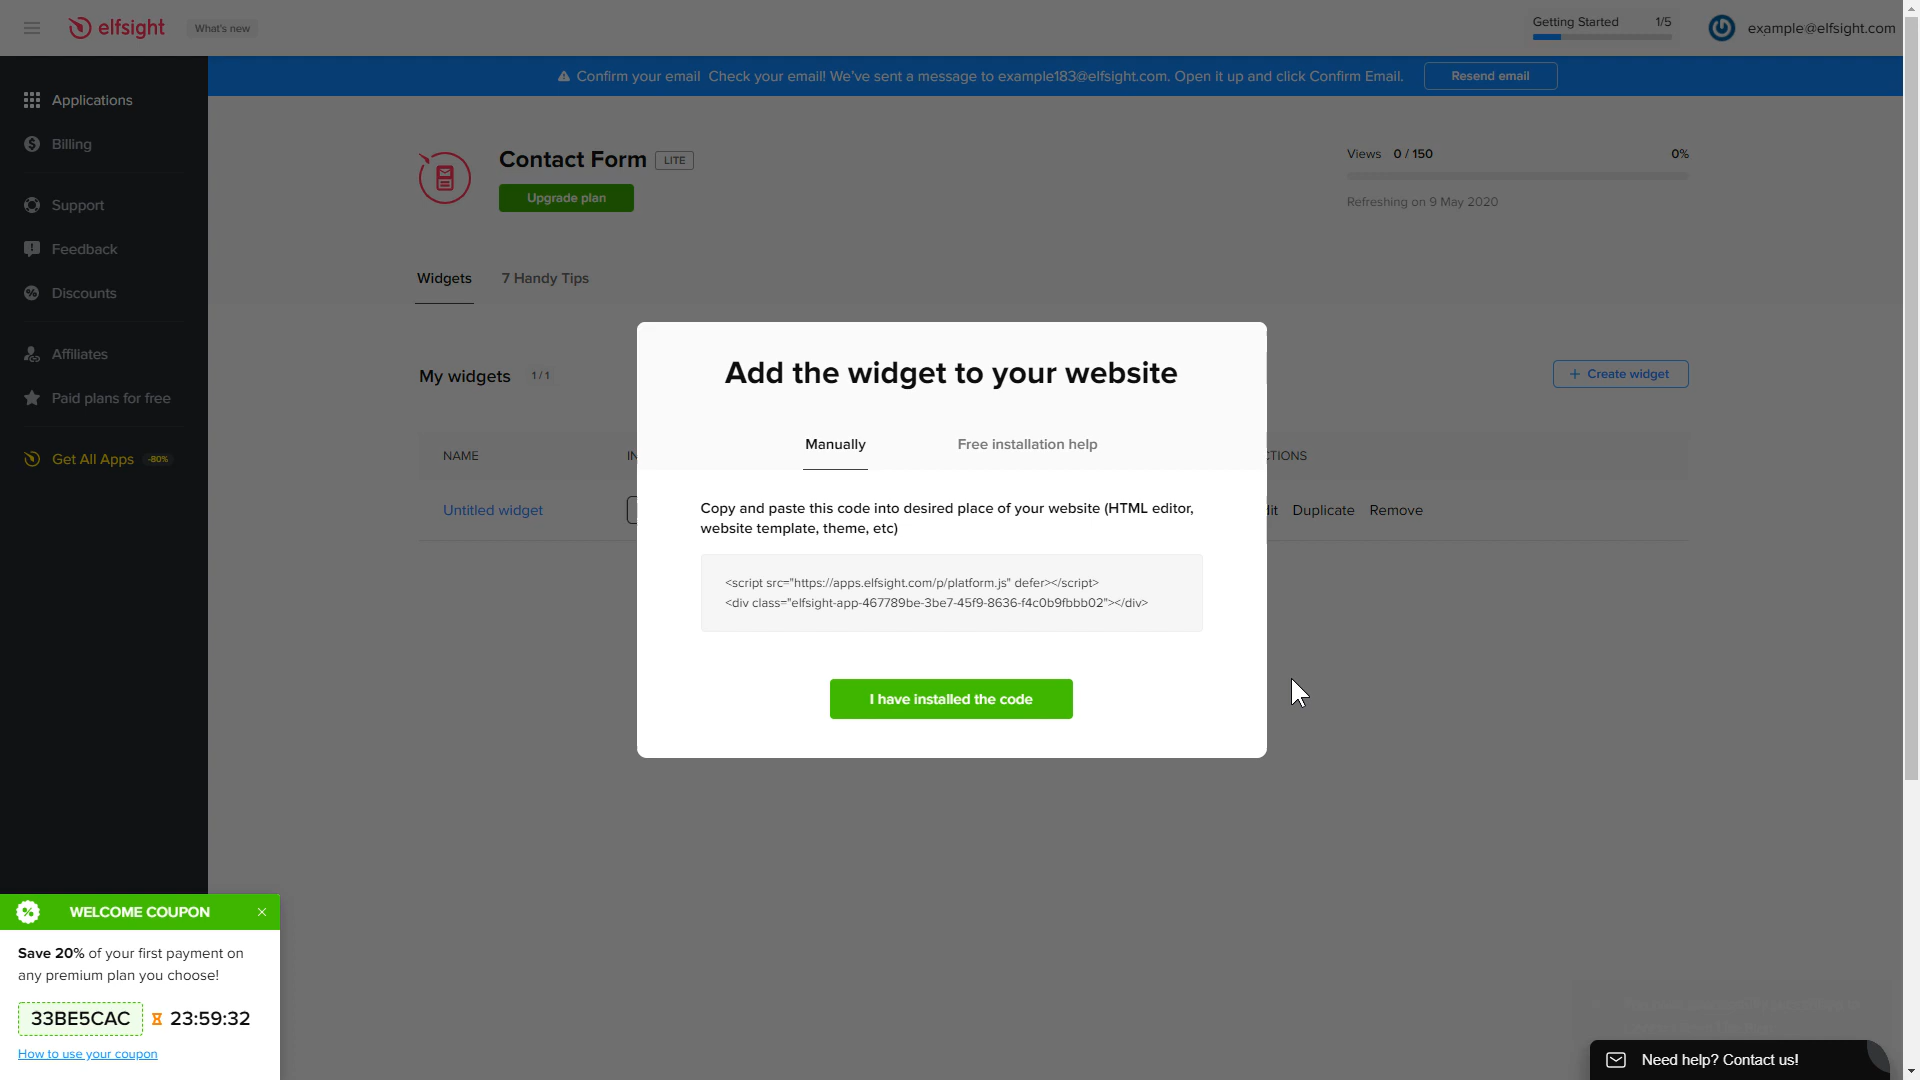 elfsight
What's new
Getting Started 1/5
example@elfsight.com
Confirm your email Check your email! We've sent a message to example183@elfsight.com. Open it up and click Confirm Email.
Resend email
Applications
Billing
Support
Feedback
Discounts
Affiliates
Paid plans for free
Get All Apps -80%
Contact Form LITE
Upgrade plan
Views 0 / 150 0%
Refreshing on 9 May 2020
Widgets 7 Handy Tips
My widgets 1 / 1
+ Create widget
NAME
Untitled widget
Duplicate Remove
Add the widget to your website
Manually Free installation help
Copy and paste this code into desired place of your website (HTML editor,
website template, theme, etc)
<script src="https://apps.elfsight.com/p/platform.js" defer></script>
<div class="elfsight-app-467789be-3be7-45f9-8636-f4c0b9fbbb02"></div>
I have installed the code
WELCOME COUPON
Save 20% of your first payment on
any premium plan you choose!
33BE5CAC 23:59:32
How to use your coupon
Need help? Contact us!